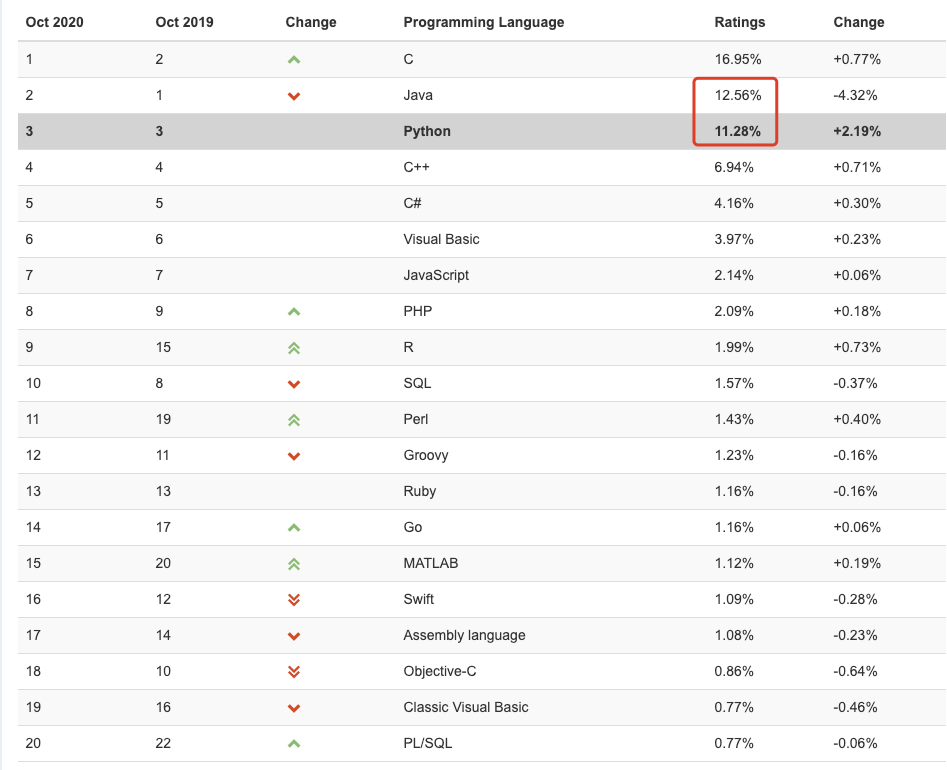 Oct 2020 Oct 2019 Change Programming Language Ratings Change
1 2 C 16.95% +0.77%
2 1 Java 12.56% -4.32%
3 3 Python 11.28% +2.19%
4 4 C++ 6.94% +0.71%
5 5 C# 4.16% +0.30%
6 6 Visual Basic 3.97% +0.23%
7 7 JavaScript 2.14% +0.06%
8 9 PHP 2.09% +0.18%
9 15 R 1.99% +0.73%
10 8 SQL 1.57% -0.37%
11 19 Perl 1.43% +0.40%
12 11 Groovy 1.23% -0.16%
13 13 Ruby 1.16% -0.16%
14 17 Go 1.16% +0.06%
15 20 MATLAB 1.12% +0.19%
16 12 Swift 1.09% -0.28%
17 14 Assembly language 1.08% -0.23%
18 10 Objective-C 0.86% -0.64%
19 16 Classic Visual Basic 0.77% -0.46%
20 22 PL/SQL 0.77% -0.06%